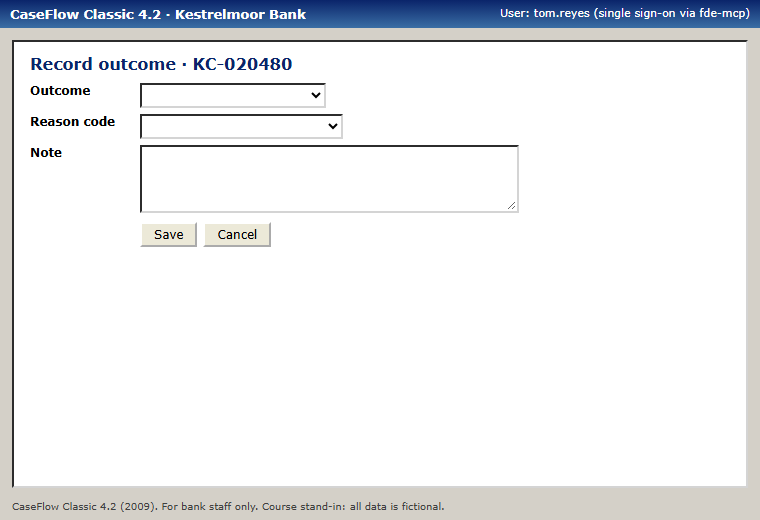 CaseFlow Classic 4.2 · Kestrelmoor Bank
User: tom.reyes (single sign-on via fde-mcp)
Record outcome · KC-020480
Outcome
Reason code
Note
Save
Cancel
CaseFlow Classic 4.2 (2009). For bank staff only. Course stand-in: all data is fictional.